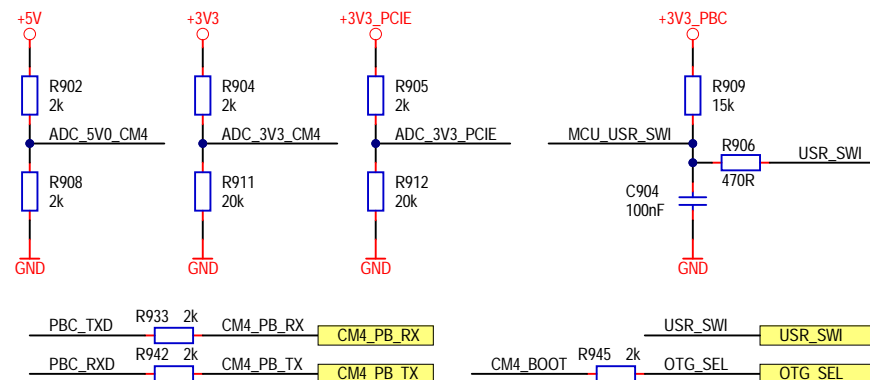 +5V
+3V3
+3V3_PCIE
+3V3_PBC
R902
2k
R904
2k
R905
2k
R909
15k
ADC_5V0_CM4
ADC_3V3_CM4
ADC_3V3_PCIE
MCU_USR_SWI
R906
470R
USR_SWI
R908
2k
R911
20k
R912
20k
C904
100nF
GND
GND
GND
GND
PBC_TXD
R933 2k
CM4_PB_RX
CM4_PB_RX
USR_SWI
USR_SWI
PBC_RXD
R942 2k
CM4_PB_TX
CM4_PB_TX
CM4_BOOT
R945 2k
OTG_SEL
OTG_SEL